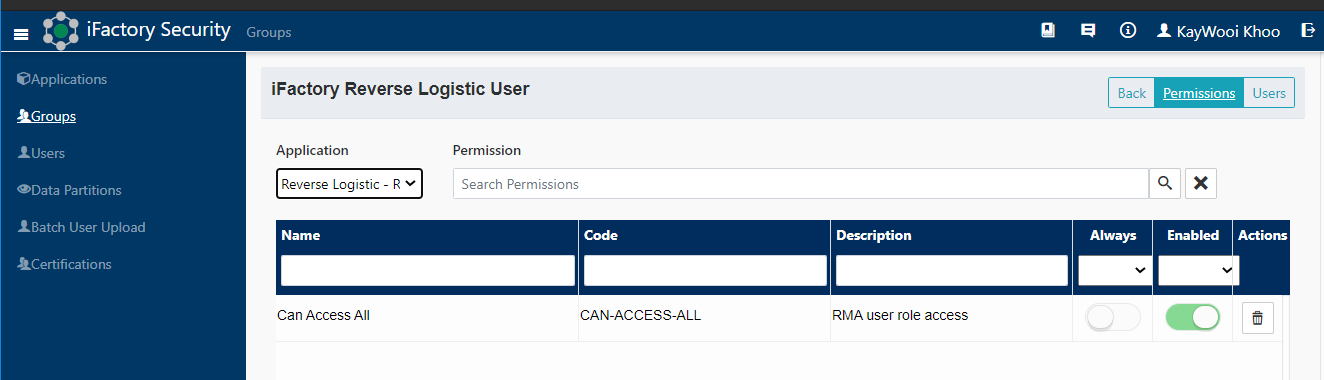 iFactory Security Groups KayWooi Khoo
Applications
Groups
Users
Data Partitions
Batch User Upload
Certifications
iFactory Reverse Logistic User Back Permissions Users
Application Permission
Reverse Logistic - R Search Permissions
Name Code Description Always Enabled Actions
Can Access All CAN-ACCESS-ALL RMA user role access